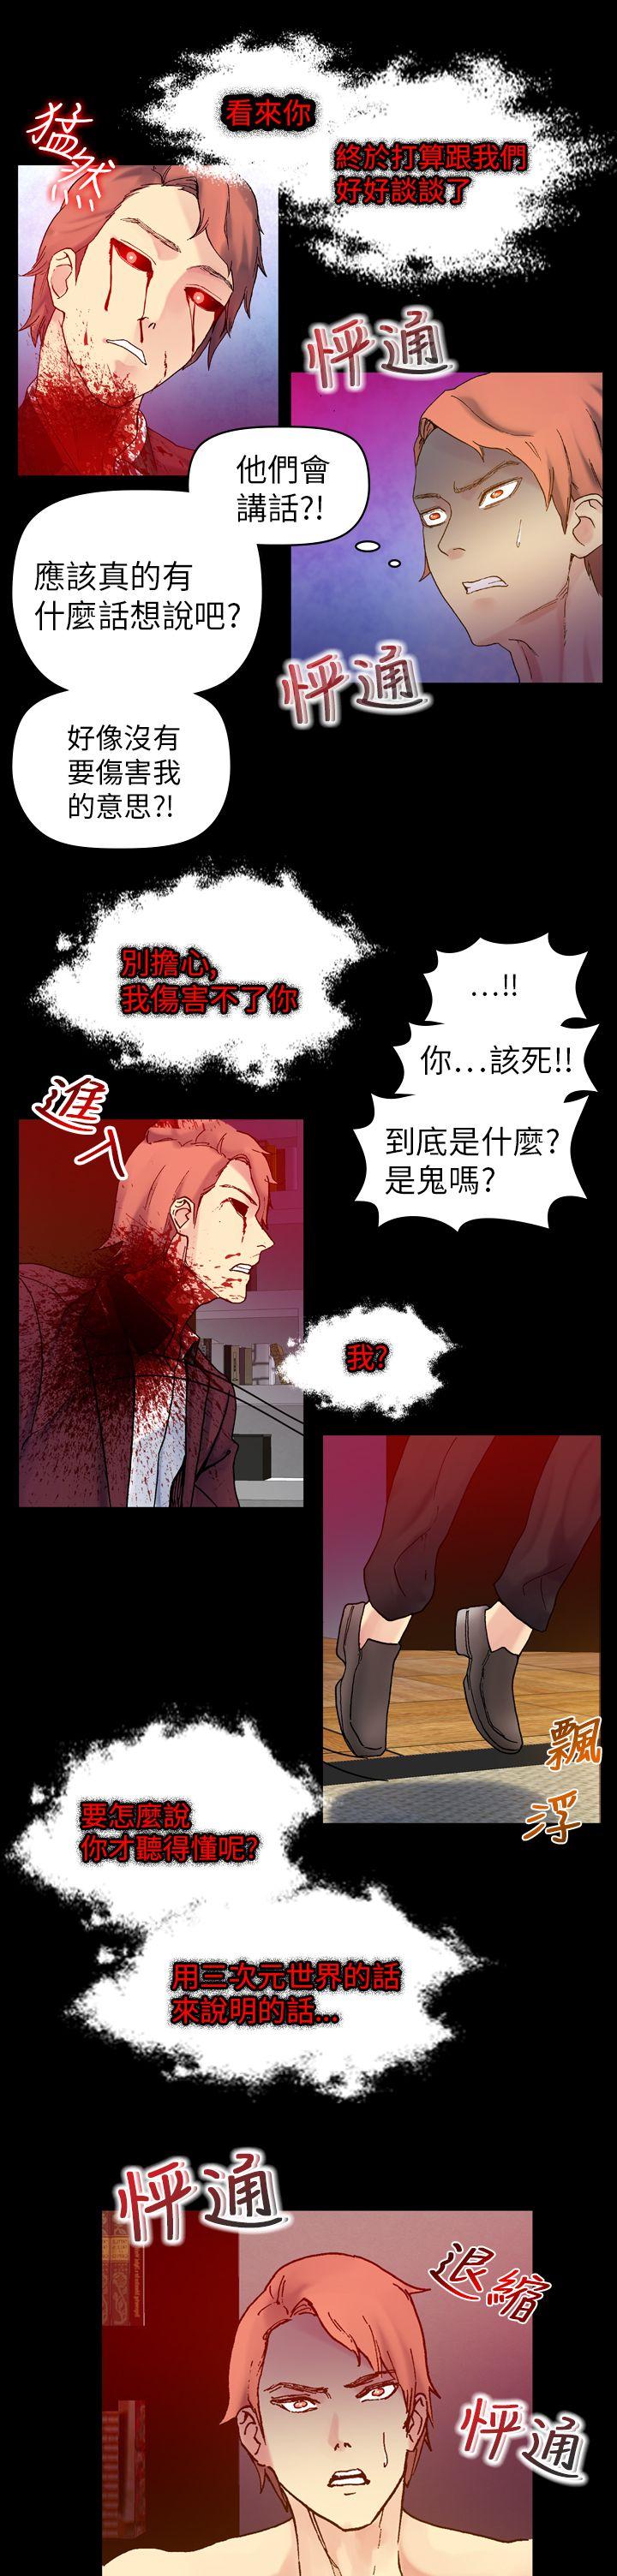 看來你
終於打算跟我們
好好談談了
猛然
怦通
他們會
講話?!
應該真的有
什麼話想說吧?
怦通
好像沒有
要傷害我
的意思?!
別擔心,
我傷害不了你
...!!
你...該死!!
到底是什麼?
是鬼嗎?
進入
我?
飄浮
要怎麼說
你才聽得懂呢?
用三次元世界的話
來說明的話...
怦通
退縮
怦通